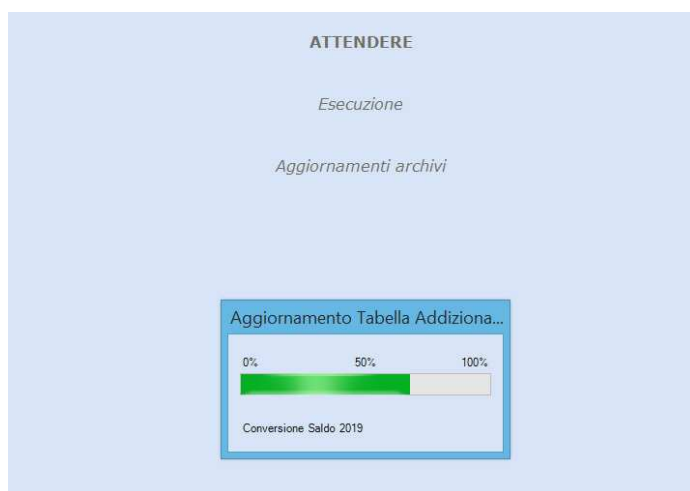 ATTENDERE
Esecuzione
Aggiornamenti archivi
Aggiornamento Tabella Addiziona...
0% 50% 100%
Conversione Saldo 2019